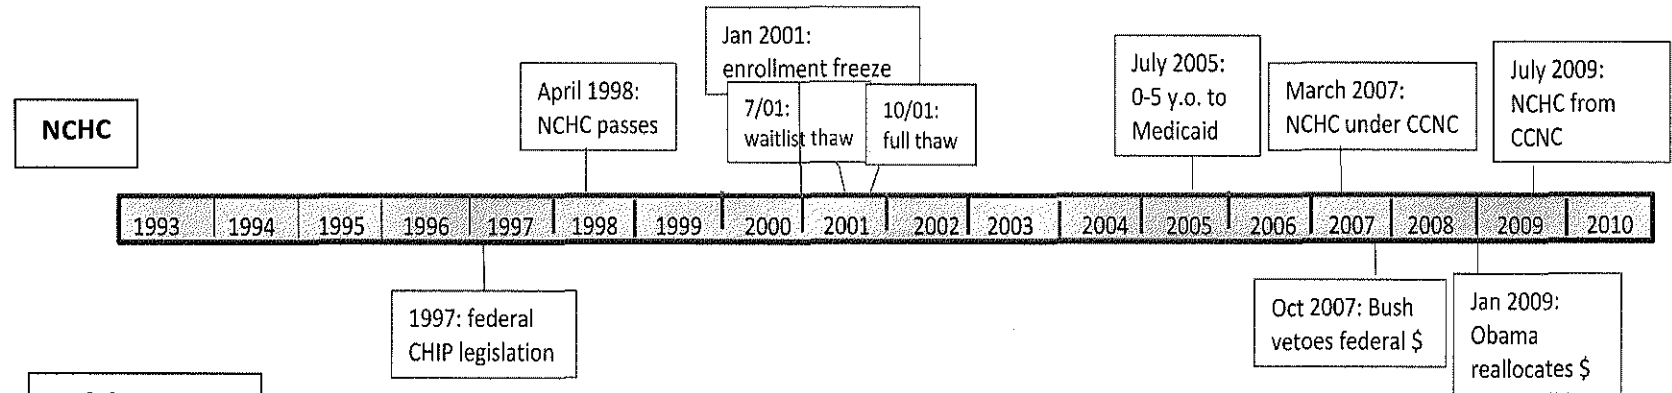 Jan 2001:
enrollment freeze
April 1998:
NCHC passes
7/01:
waitlist thaw
10/01:
full thaw
July 2005:
0-5 y.o. to
Medicaid
March 2007:
NCHC under CCNC
July 2009:
NCHC from
CCNC
NCHC
1993 1994 1995 1996 1997 1998 1999 2000 2001 2002 2003 2004 2005 2006 2007 2008 2009 2010
1997: federal
CHIP legislation
Oct 2007: Bush
vetoes federal $
Jan 2009:
Obama
reallocates $